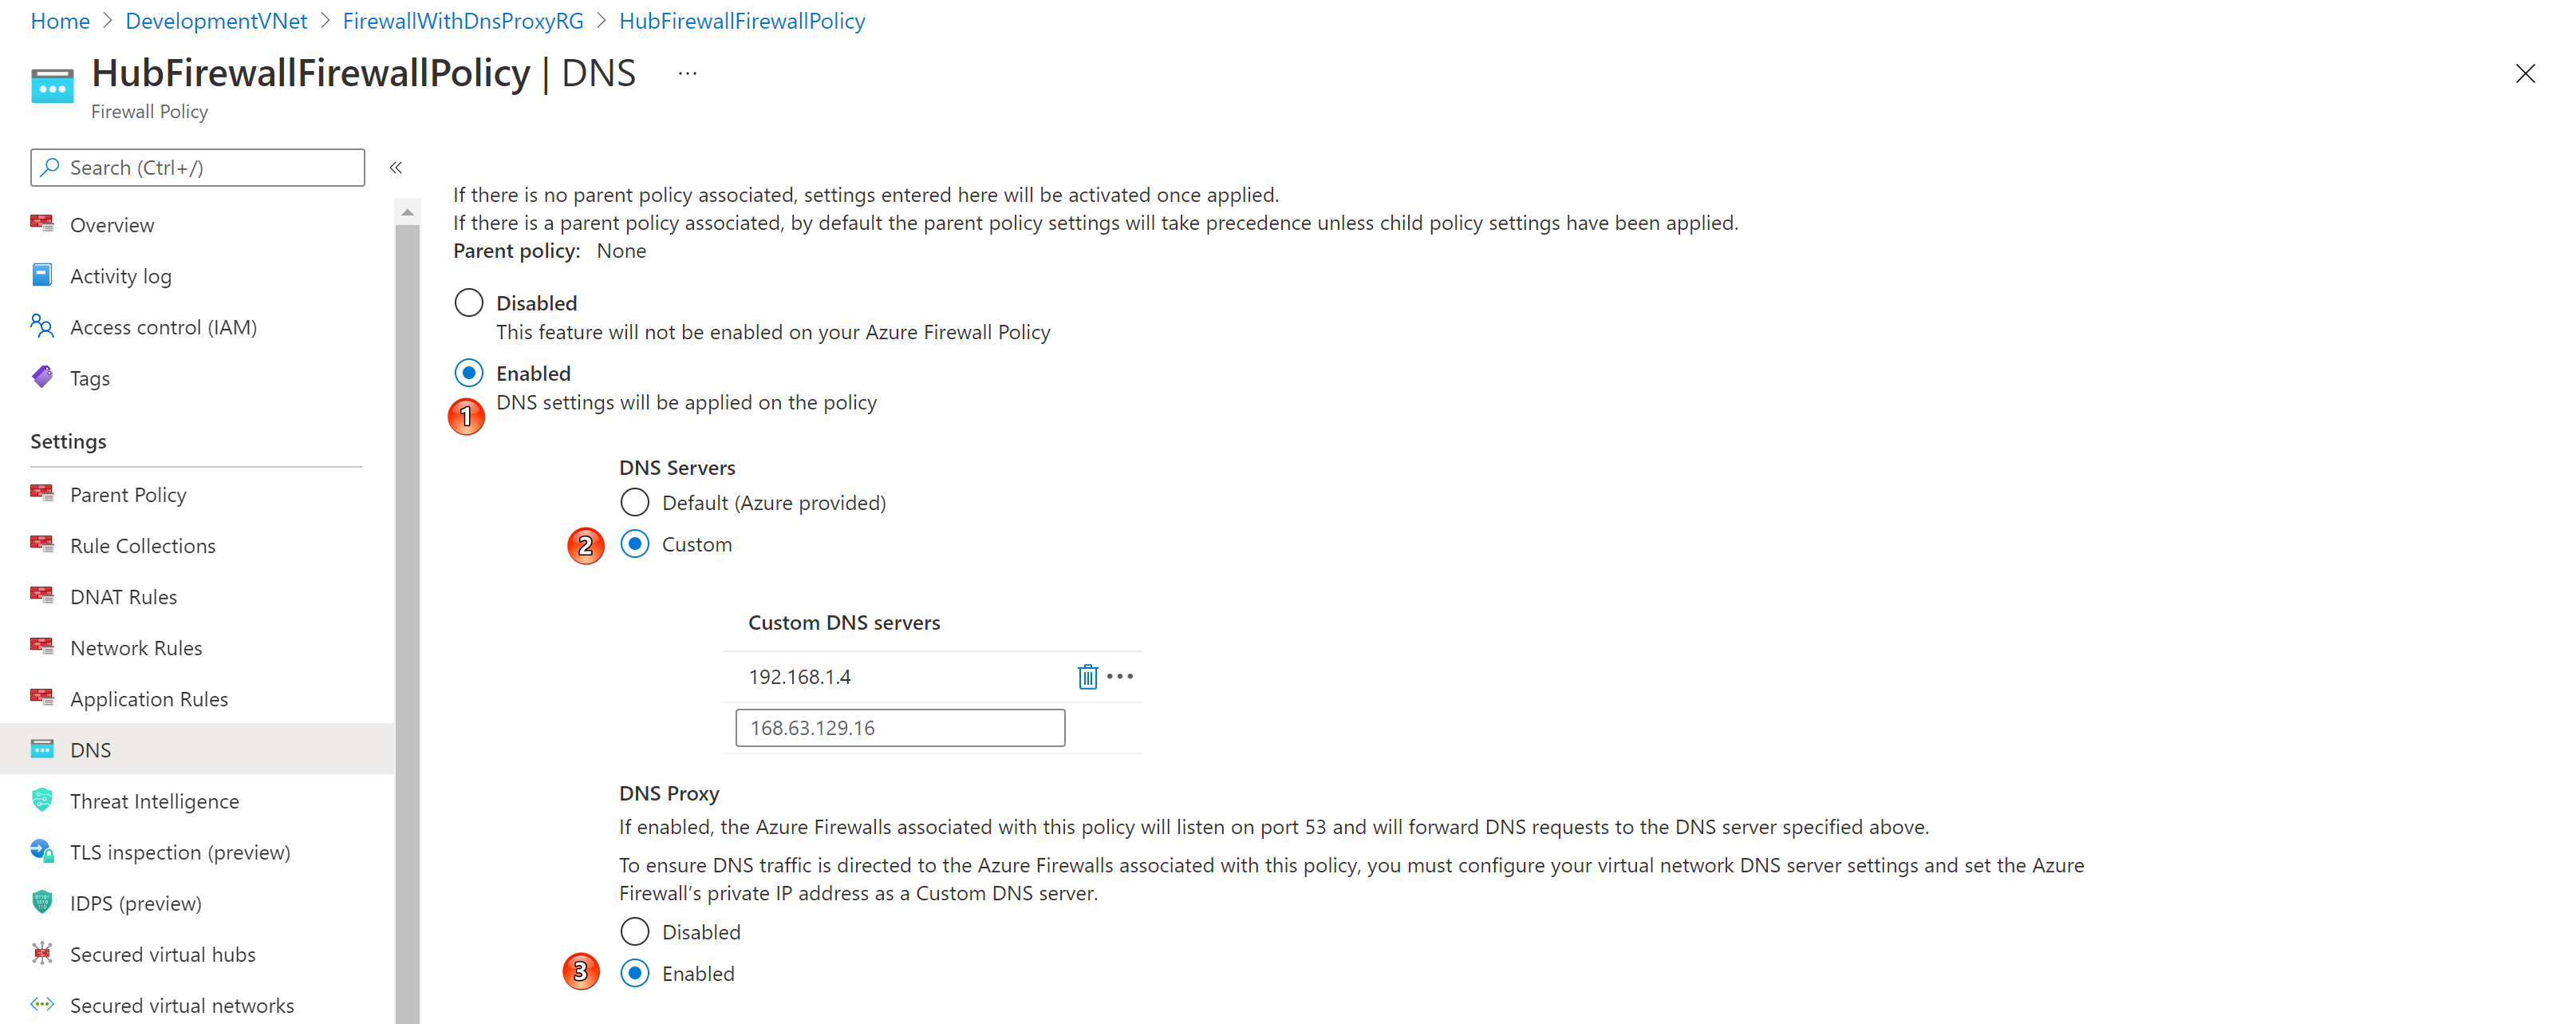 Home > DevelopmentVNet > FirewallWithDnsProxyRG > HubFirewallFirewallPolicy
HubFirewallFirewallPolicy | DNS ...
Firewall Policy
Search (Ctrl+/)
«
Overview
Activity log
Access control (IAM)
Tags
Settings
Parent Policy
Rule Collections
DNAT Rules
Network Rules
Application Rules
DNS
Threat Intelligence
TLS inspection (preview)
IDPS (preview)
Secured virtual hubs
Secured virtual networks
If there is no parent policy associated, settings entered here will be activated once applied.
If there is a parent policy associated, by default the parent policy settings will take precedence unless child policy settings have been applied.
Parent policy: None
Disabled
This feature will not be enabled on your Azure Firewall Policy
Enabled
1 DNS settings will be applied on the policy
DNS Servers
Default (Azure provided)
2 Custom
Custom DNS servers
192.168.1.4
168.63.129.16
DNS Proxy
If enabled, the Azure Firewalls associated with this policy will listen on port 53 and will forward DNS requests to the DNS server specified above.
To ensure DNS traffic is directed to the Azure Firewalls associated with this policy, you must configure your virtual network DNS server settings and set the Azure
Firewall’s private IP address as a Custom DNS server.
Disabled
3 Enabled